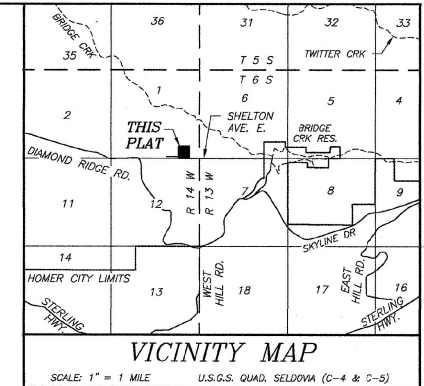 36
31
32
33
BRIDGE CRK
TWITTER CRK
35
T 5 S
T 6 S
1
6
5
4
2
SHELTON
AVE. E.
THIS
PLAT
BRIDGE
CRK RES.
DIAMOND RIDGE RD.
R 14 W
R 13 W
11
12
7
8
9
SKYLINE DR
14
HOMER CITY LIMITS
13
WEST
HILL RD.
18
17
EAST
HILL RD.
16
STERLING
HWY.
STERLING
HWY.
VICINITY MAP
SCALE: 1" = 1 MILE
U.S.G.S. QUAD. SELDOVIA (C-4 & C-5)